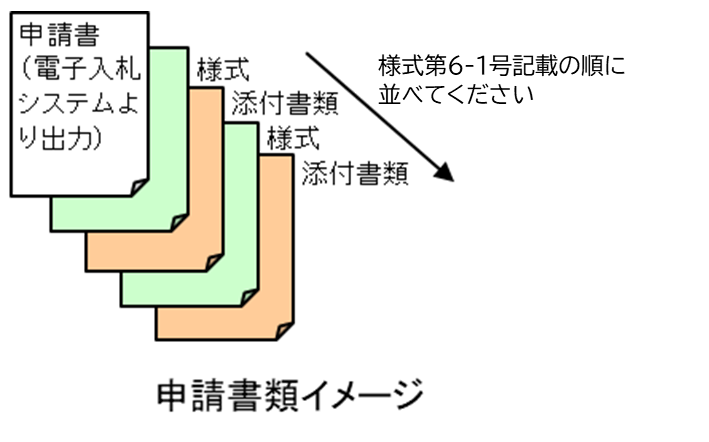 申請書
（電子入札
システムよ
り出力）
様式
添付書類
様式
添付書類
様式第6-1号記載の順に
並べてください
申請書類イメージ